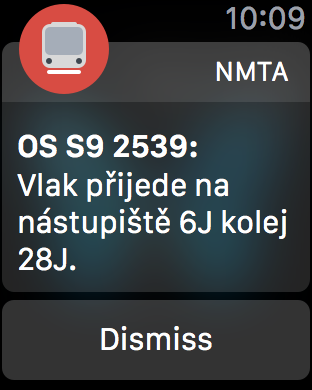 10:09
NMTA
OS S9 2539:
Vlak přijede na
nástupiště 6J kolej
28J.
Dismiss